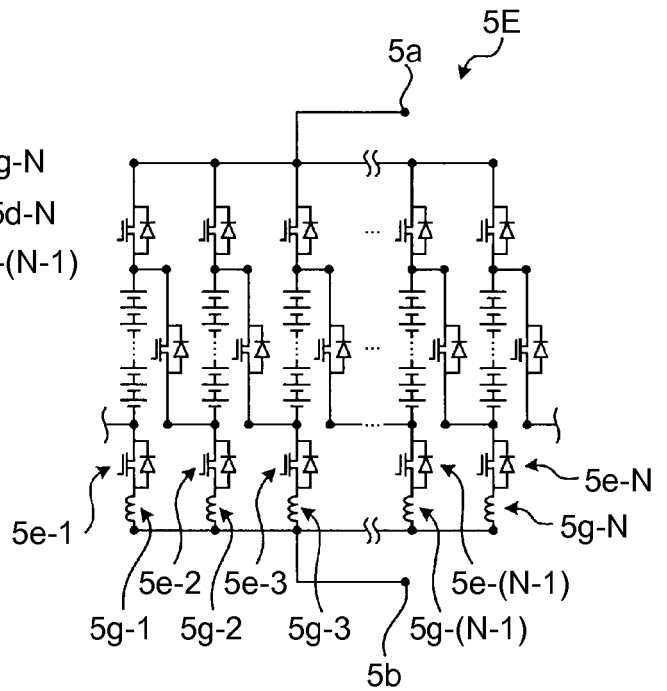 5E
5a
g-N
5d-N
-(N-1)
...
...
...
5e-N
5e-1
5g-N
5e-2
5e-3
5e-(N-1)
5g-1
5g-2
5g-3
5g-(N-1)
5b